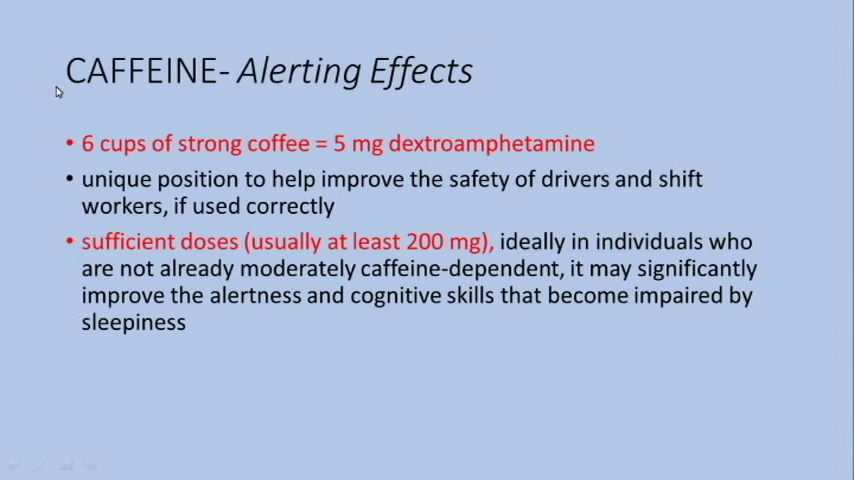 CAFFEINE- Alerting Effects
• 6 cups of strong coffee = 5 mg dextroamphetamine
• unique position to help improve the safety of drivers and shift
workers, if used correctly
• sufficient doses (usually at least 200 mg), ideally in individuals who
are not already moderately caffeine-dependent, it may significantly
improve the alertness and cognitive skills that become impaired by
sleepiness